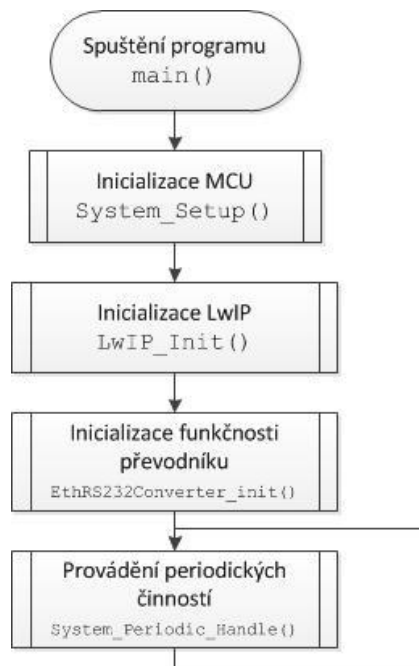 Spuštění programu
main()
Inicializace MCU
System_Setup()
Inicializace LwIP
LwIP_Init()
Inicializace funkčnosti
převodníku
EthRS232Converter_init()
Provádění periodických
činností
System_Periodic_Handle()